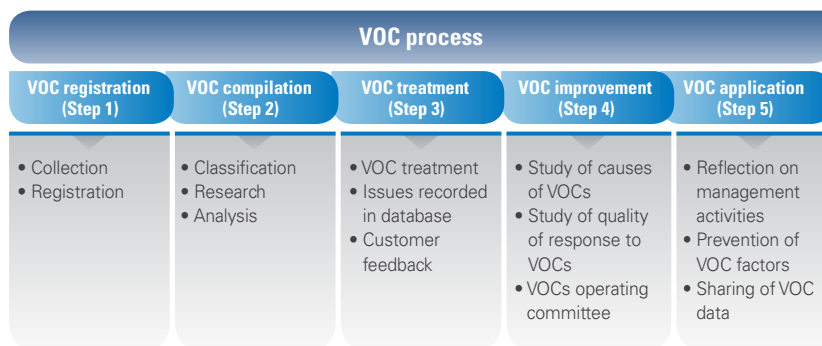 VOC process
VOC registration
(Step 1)
VOC compilation
(Step 2)
VOC treatment
(Step 3)
VOC improvement
(Step 4)
VOC application
(Step 5)
• Collection
• Registration
• Classification
• Research
• Analysis
• VOC treatment
• Issues recorded
in database
• Customer
feedback
• Study of causes
of VOCs
• Study of quality
of response to
VOCs
• VOCs operating
committee
• Reflection on
management
activities
• Prevention of
VOC factors
• Sharing of VOC
data